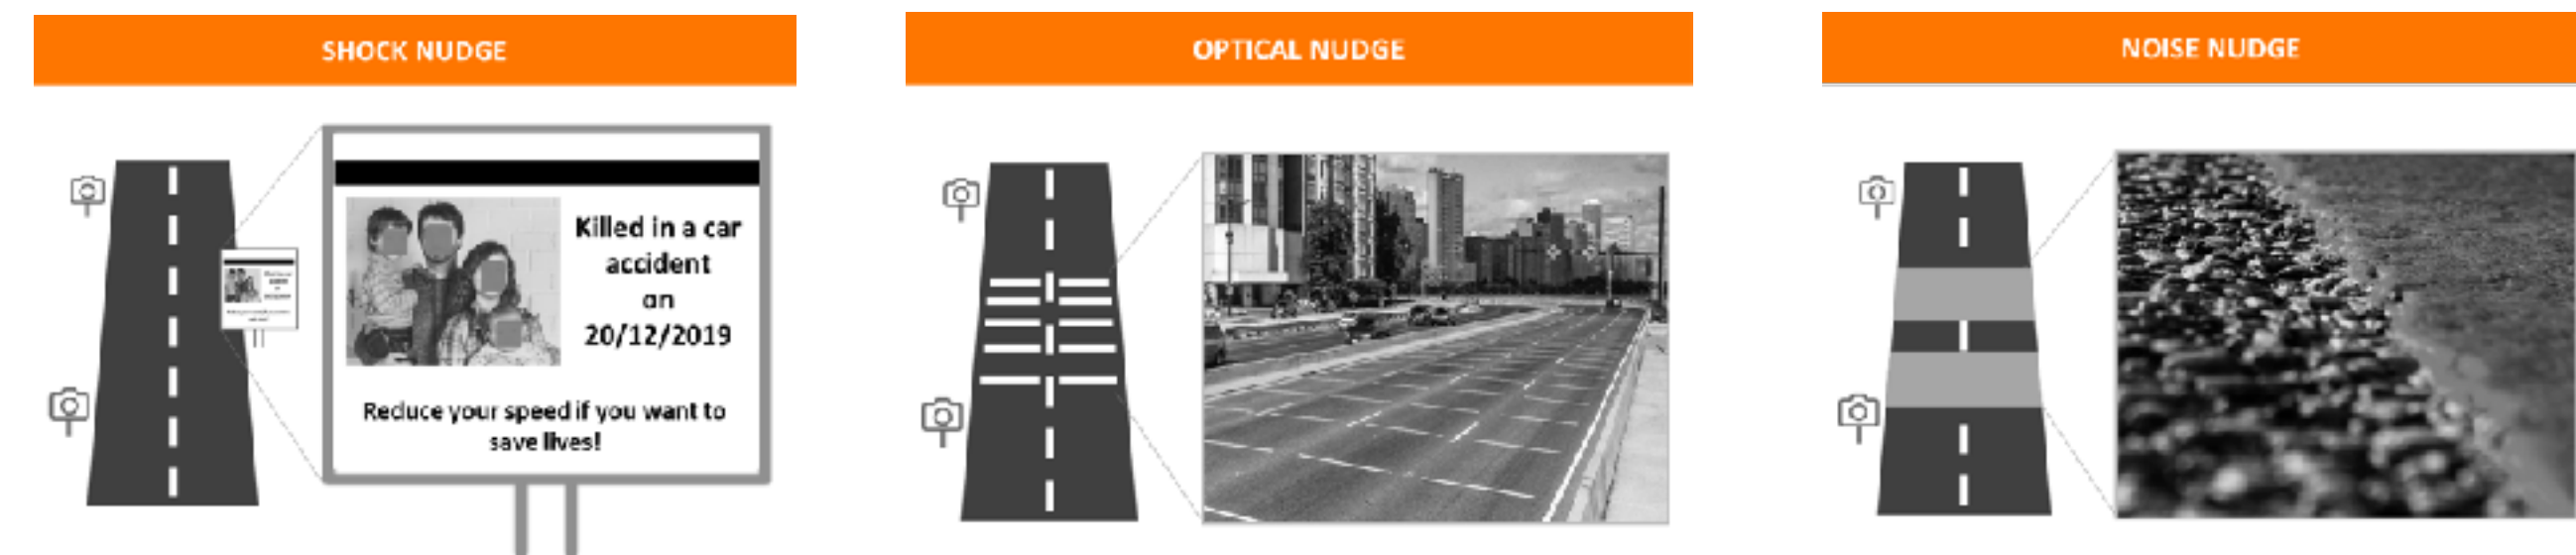 SHOCK NUDGE
Killed in a car
accident
on
20/12/2019
Reduce your speed if you want to
save lives!
OPTICAL NUDGE
NOISE NUDGE